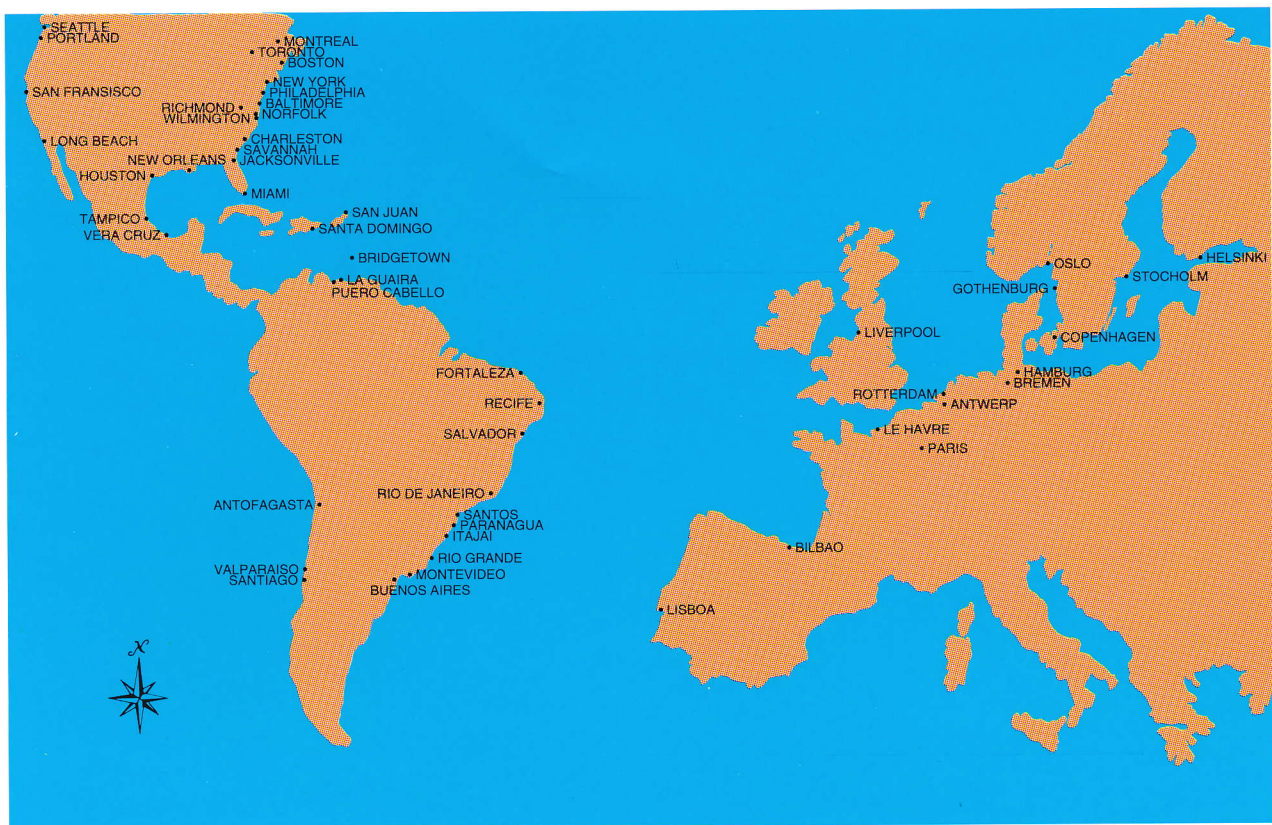 SEATTLE
PORTLAND
MONTREAL
TORONTO
BOSTON
NEW YORK
SAN FRANSISCO
PHILADELPHIA
BALTIMORE
RICHMOND
NORFOLK
WILMINGTON
LONG BEACH
CHARLESTON
SAVANNAH
NEW ORLEANS
JACKSONVILLE
HOUSTON
MIAMI
TAMPICO
SAN JUAN
SANTA DOMINGO
VERA CRUZ
BRIDGETOWN
LA GUAIRA
PUERO CABELLO
FORTALEZA
RECIFE
SALVADOR
RIO DE JANEIRO
ANTOFAGASTA
SANTOS
PARANAGUA
ITAJAI
RIO GRANDE
VALPARAISO
MONTEVIDEO
SANTIAGO
BUENOS AIRES
N
HELSINKI
OSLO
STOCHOLM
GOTHENBURG
LIVERPOOL
COPENHAGEN
HAMBURG
BREMEN
ROTTERDAM
ANTWERP
LE HAVRE
PARIS
BILBAO
LISBOA